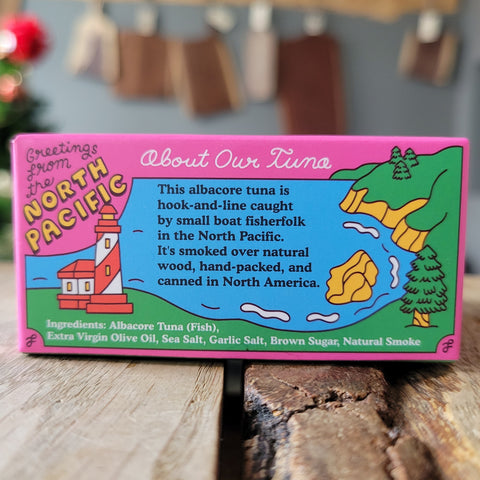 Greetings
from
the
NORTH
PACIFIC
About Our Tuna
This albacore tuna is
hook-and-line caught
by small boat fisherfolk
in the North Pacific.
It's smoked over natural
wood, hand-packed, and
canned in North America.
Ingredients: Albacore Tuna (Fish),
Extra Virgin Olive Oil, Sea Salt, Garlic Salt, Brown Sugar, Natural Smoke